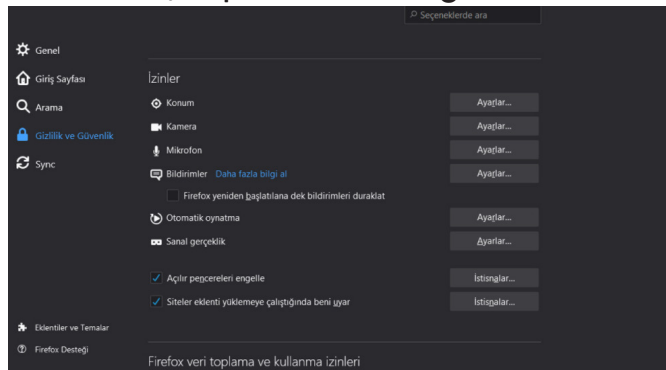 Seçeneklerde ara
Genel
Giriş Sayfası
Arama
Gizlilik ve Güvenlik
Sync
Eklentiler ve Temalar
Firefox Desteği
İzinler
Konum Ayarlar...
Kamera Ayarlar...
Mikrofon Ayarlar...
Bildirimler Daha fazla bilgi al Ayarlar...
Firefox yeniden başlatılana dek bildirimleri duraklat
Otomatik oynatma Ayarlar...
Sanal gerçeklik Ayarlar...
Açılır pencereleri engelle İstisnalar...
Siteler eklenti yüklemeye çalıştığında beni uyar İstisnalar...
Firefox veri toplama ve kullanma izinleri